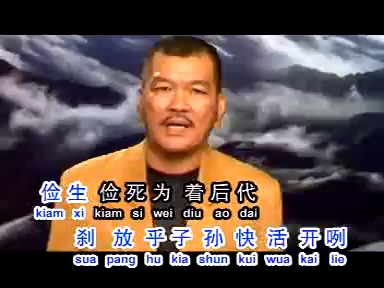 俭生 俭死为 着后代
kiam xi kiam si wei diu ao dai
刹 放乎子 孙 快 活 开咧
sua pang hu kia shun kui wua kai lie